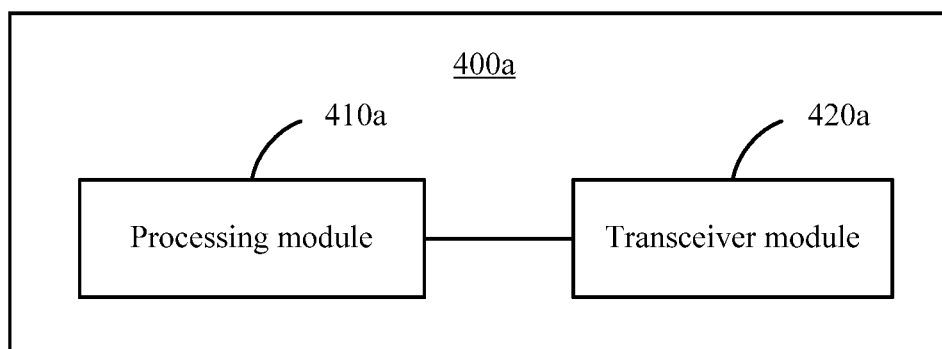 400a
410a
420a
Processing module
Transceiver module